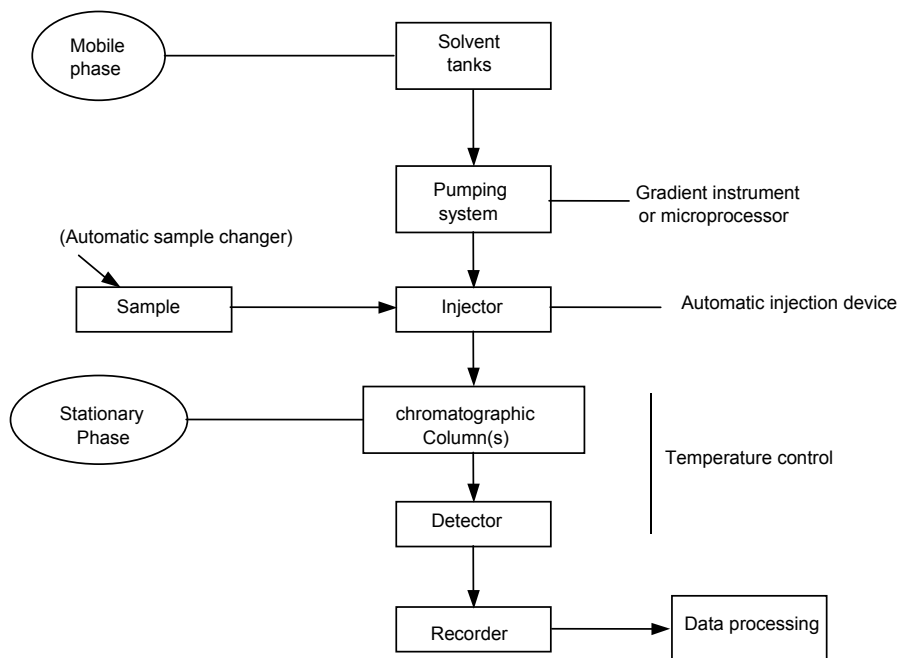 Mobile
phase
Solvent
tanks
Pumping
system
Gradient instrument
or microprocessor
(Automatic sample changer)
Sample
Injector
Automatic injection device
Stationary
Phase
chromatographic
Column(s)
Temperature control
Detector
Recorder
Data processing